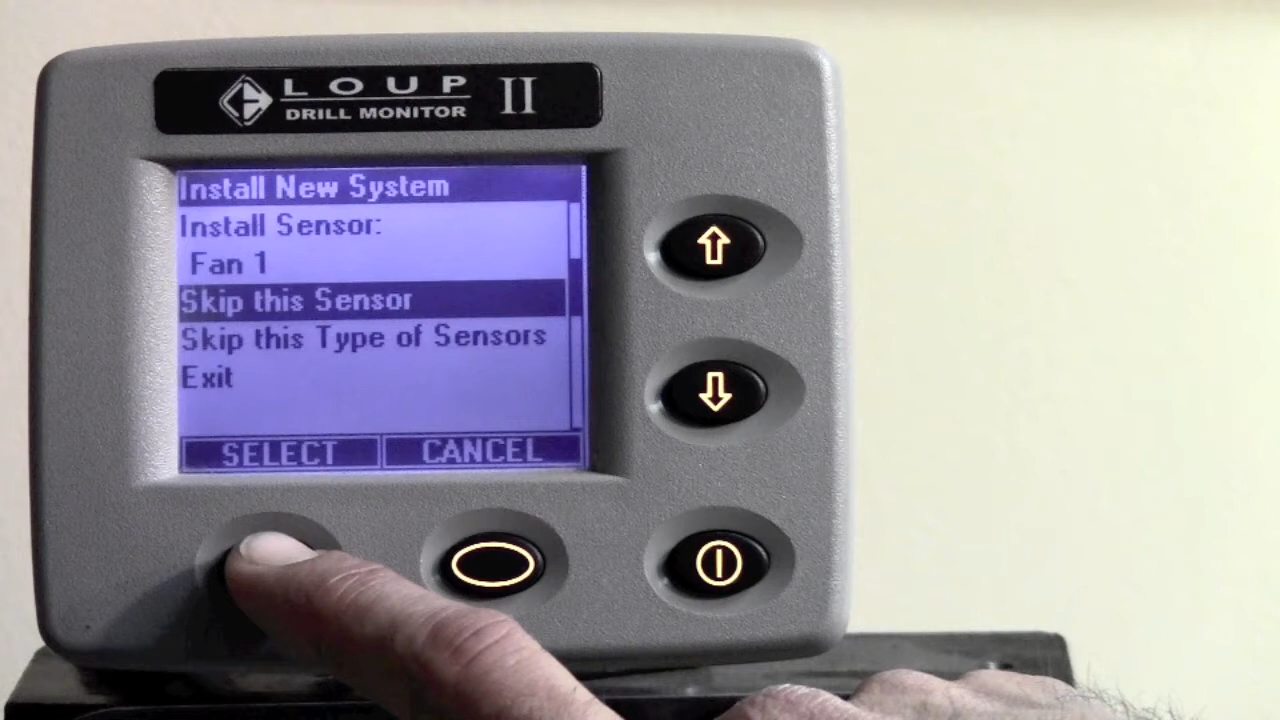 LOUP II
DRILL MONITOR
Install New System
Install Sensor:
Fan 1
Skip this Sensor
Skip this Type of Sensors
Exit
SELECT CANCEL